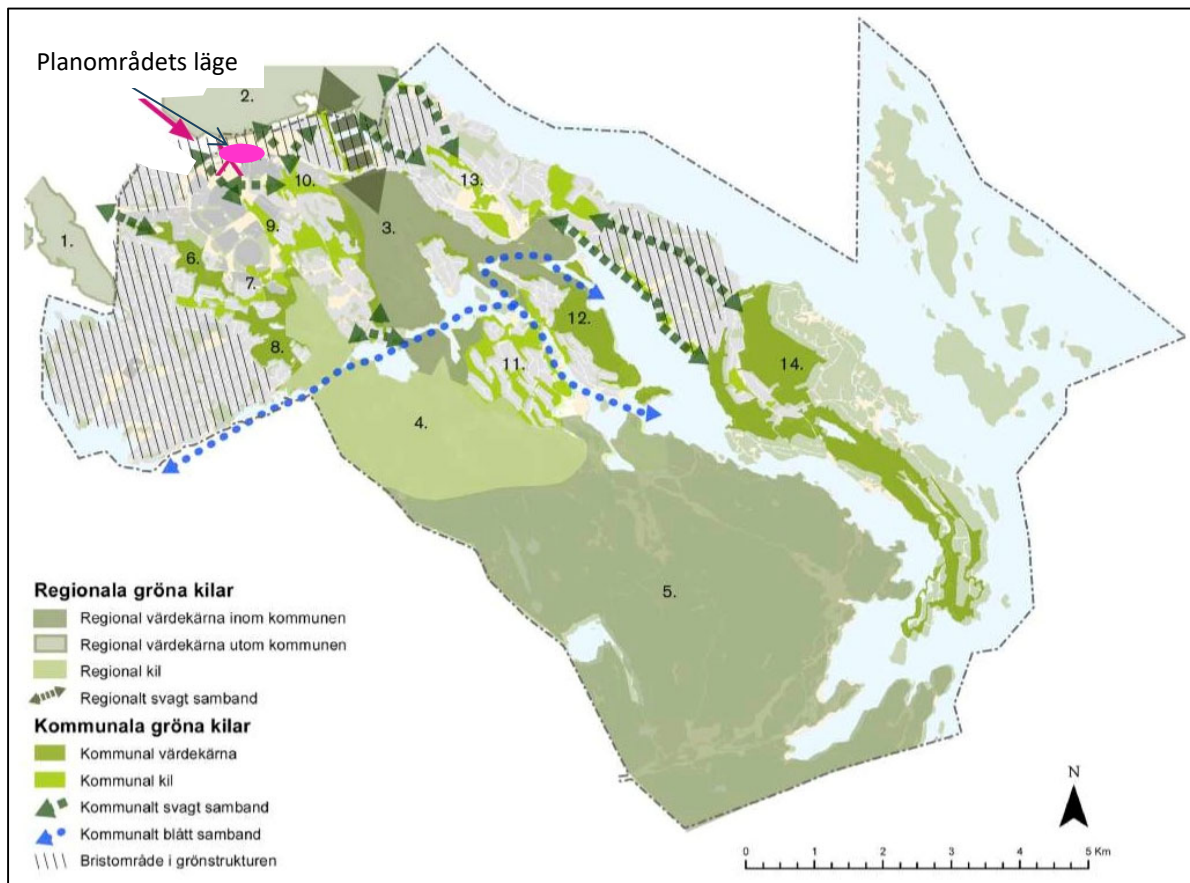 Planområdets läge
2.
1.
10.
13.
9.
3.
6.
7.
12.
8.
11.
14.
4.
5.
Regionala gröna kilar
Regional värdekärna inom kommunen
Regional värdekärna utom kommunen
Regional kil
Regionalt svagt samband
Kommunala gröna kilar
Kommunal värdekärna
Kommunal kil
Kommunalt svagt samband
Kommunalt blått samband
Bristområde i grönstrukturen
N
0 1 2 3 4 5 Km